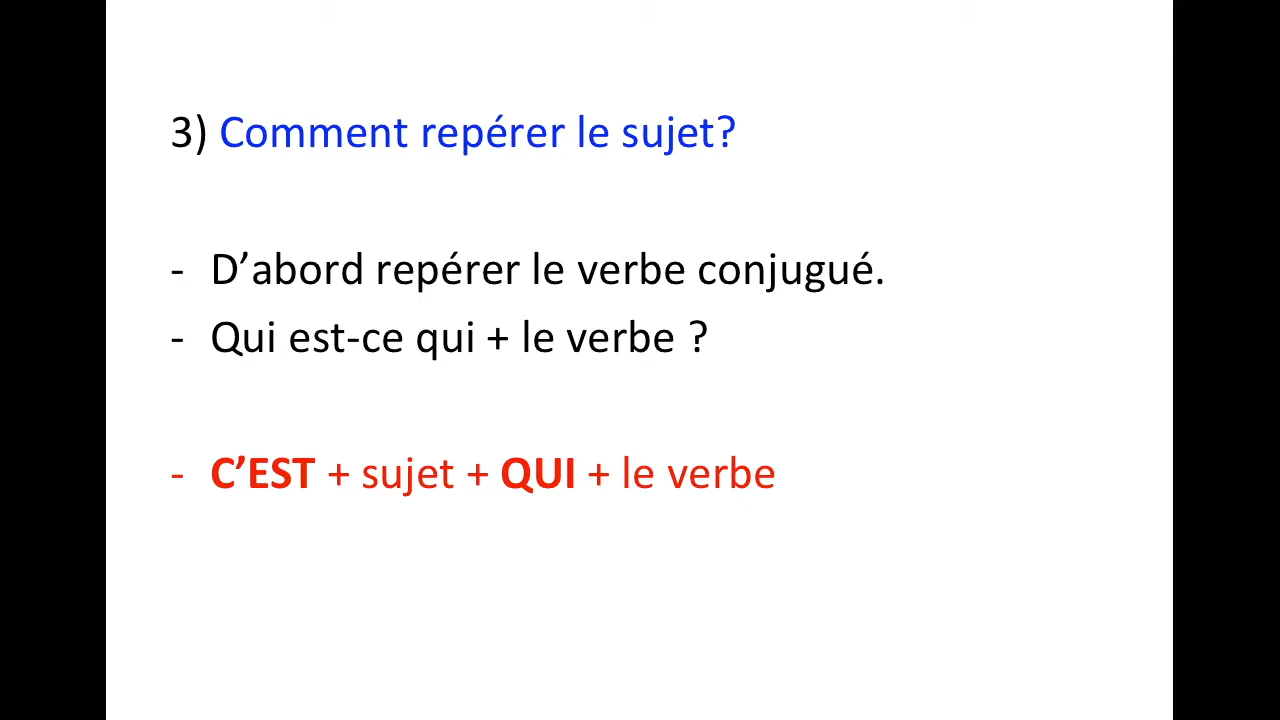 3) Comment repérer le sujet?
- D’abord repérer le verbe conjugué.
- Qui est-ce qui + le verbe ?
- C’EST + sujet + QUI + le verbe